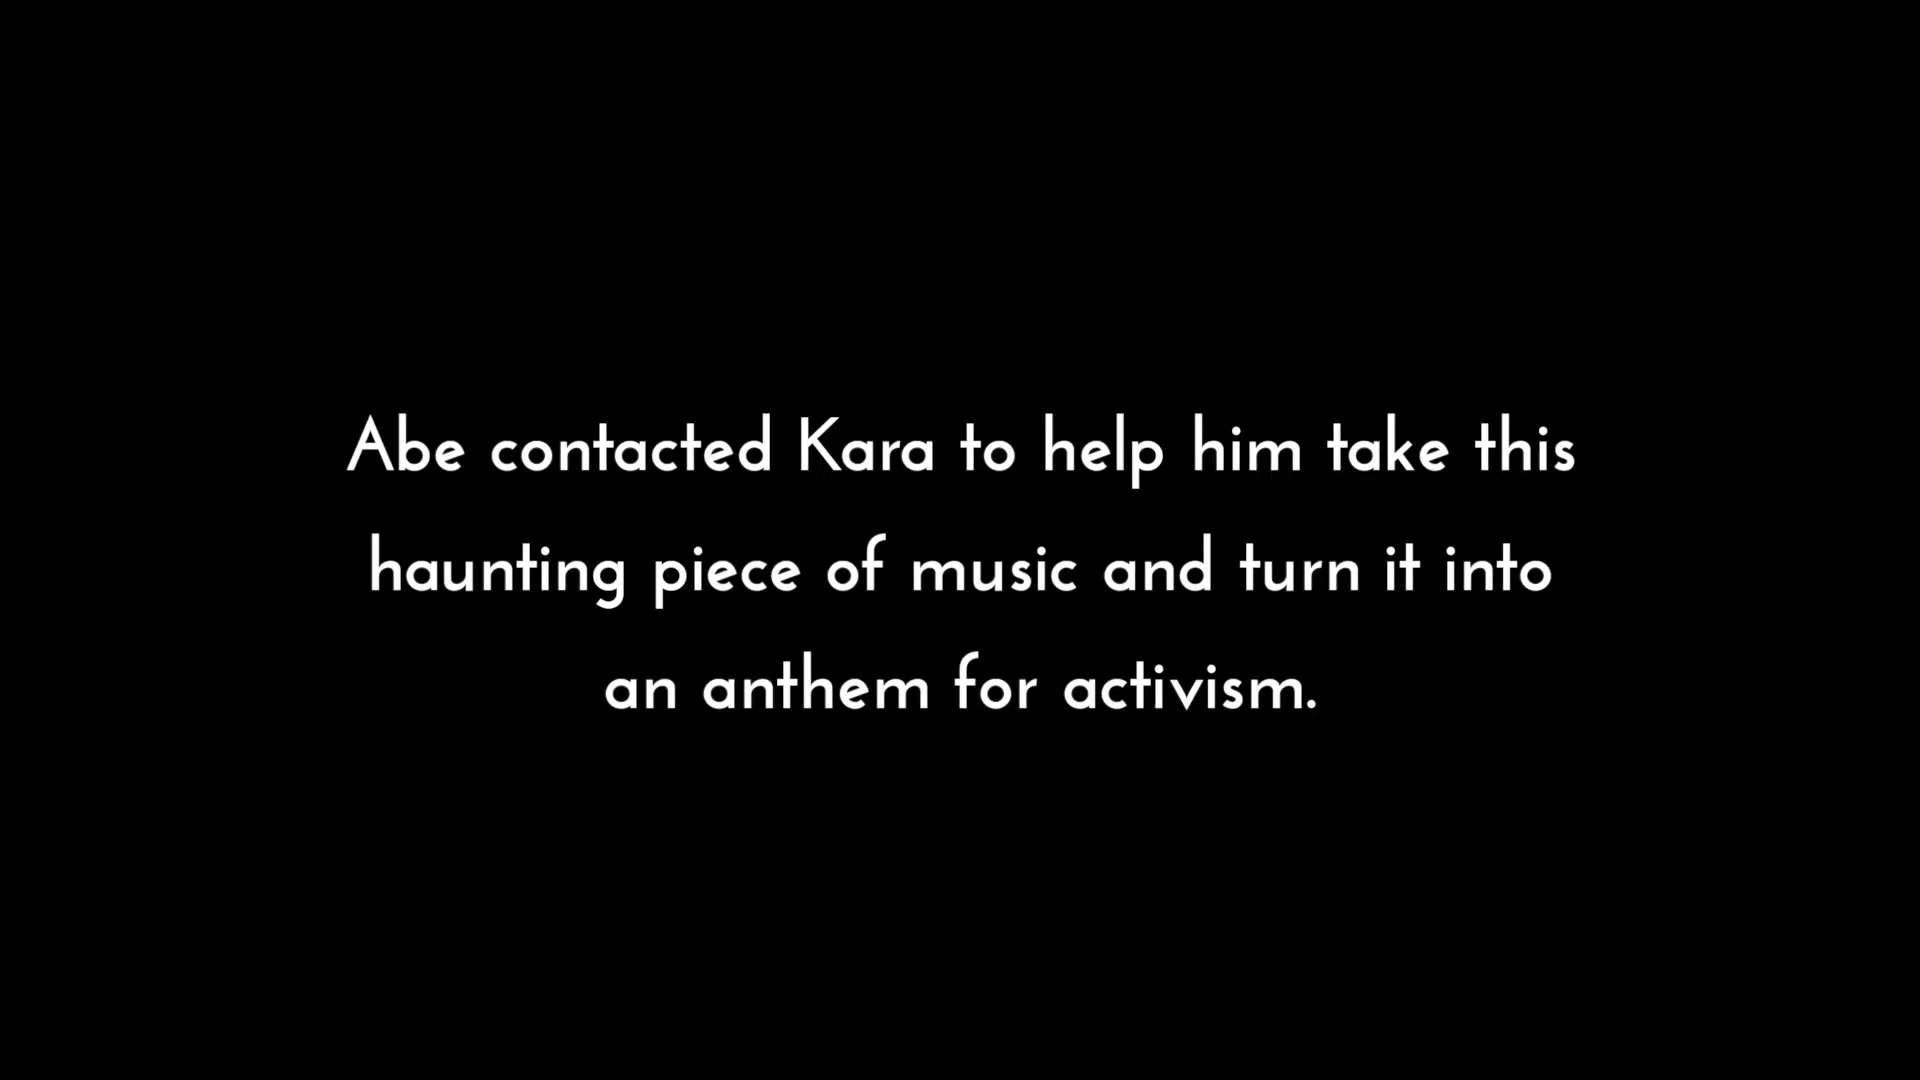 Abe contacted Kara to help him take this
haunting piece of music and turn it into
an anthem for activism.